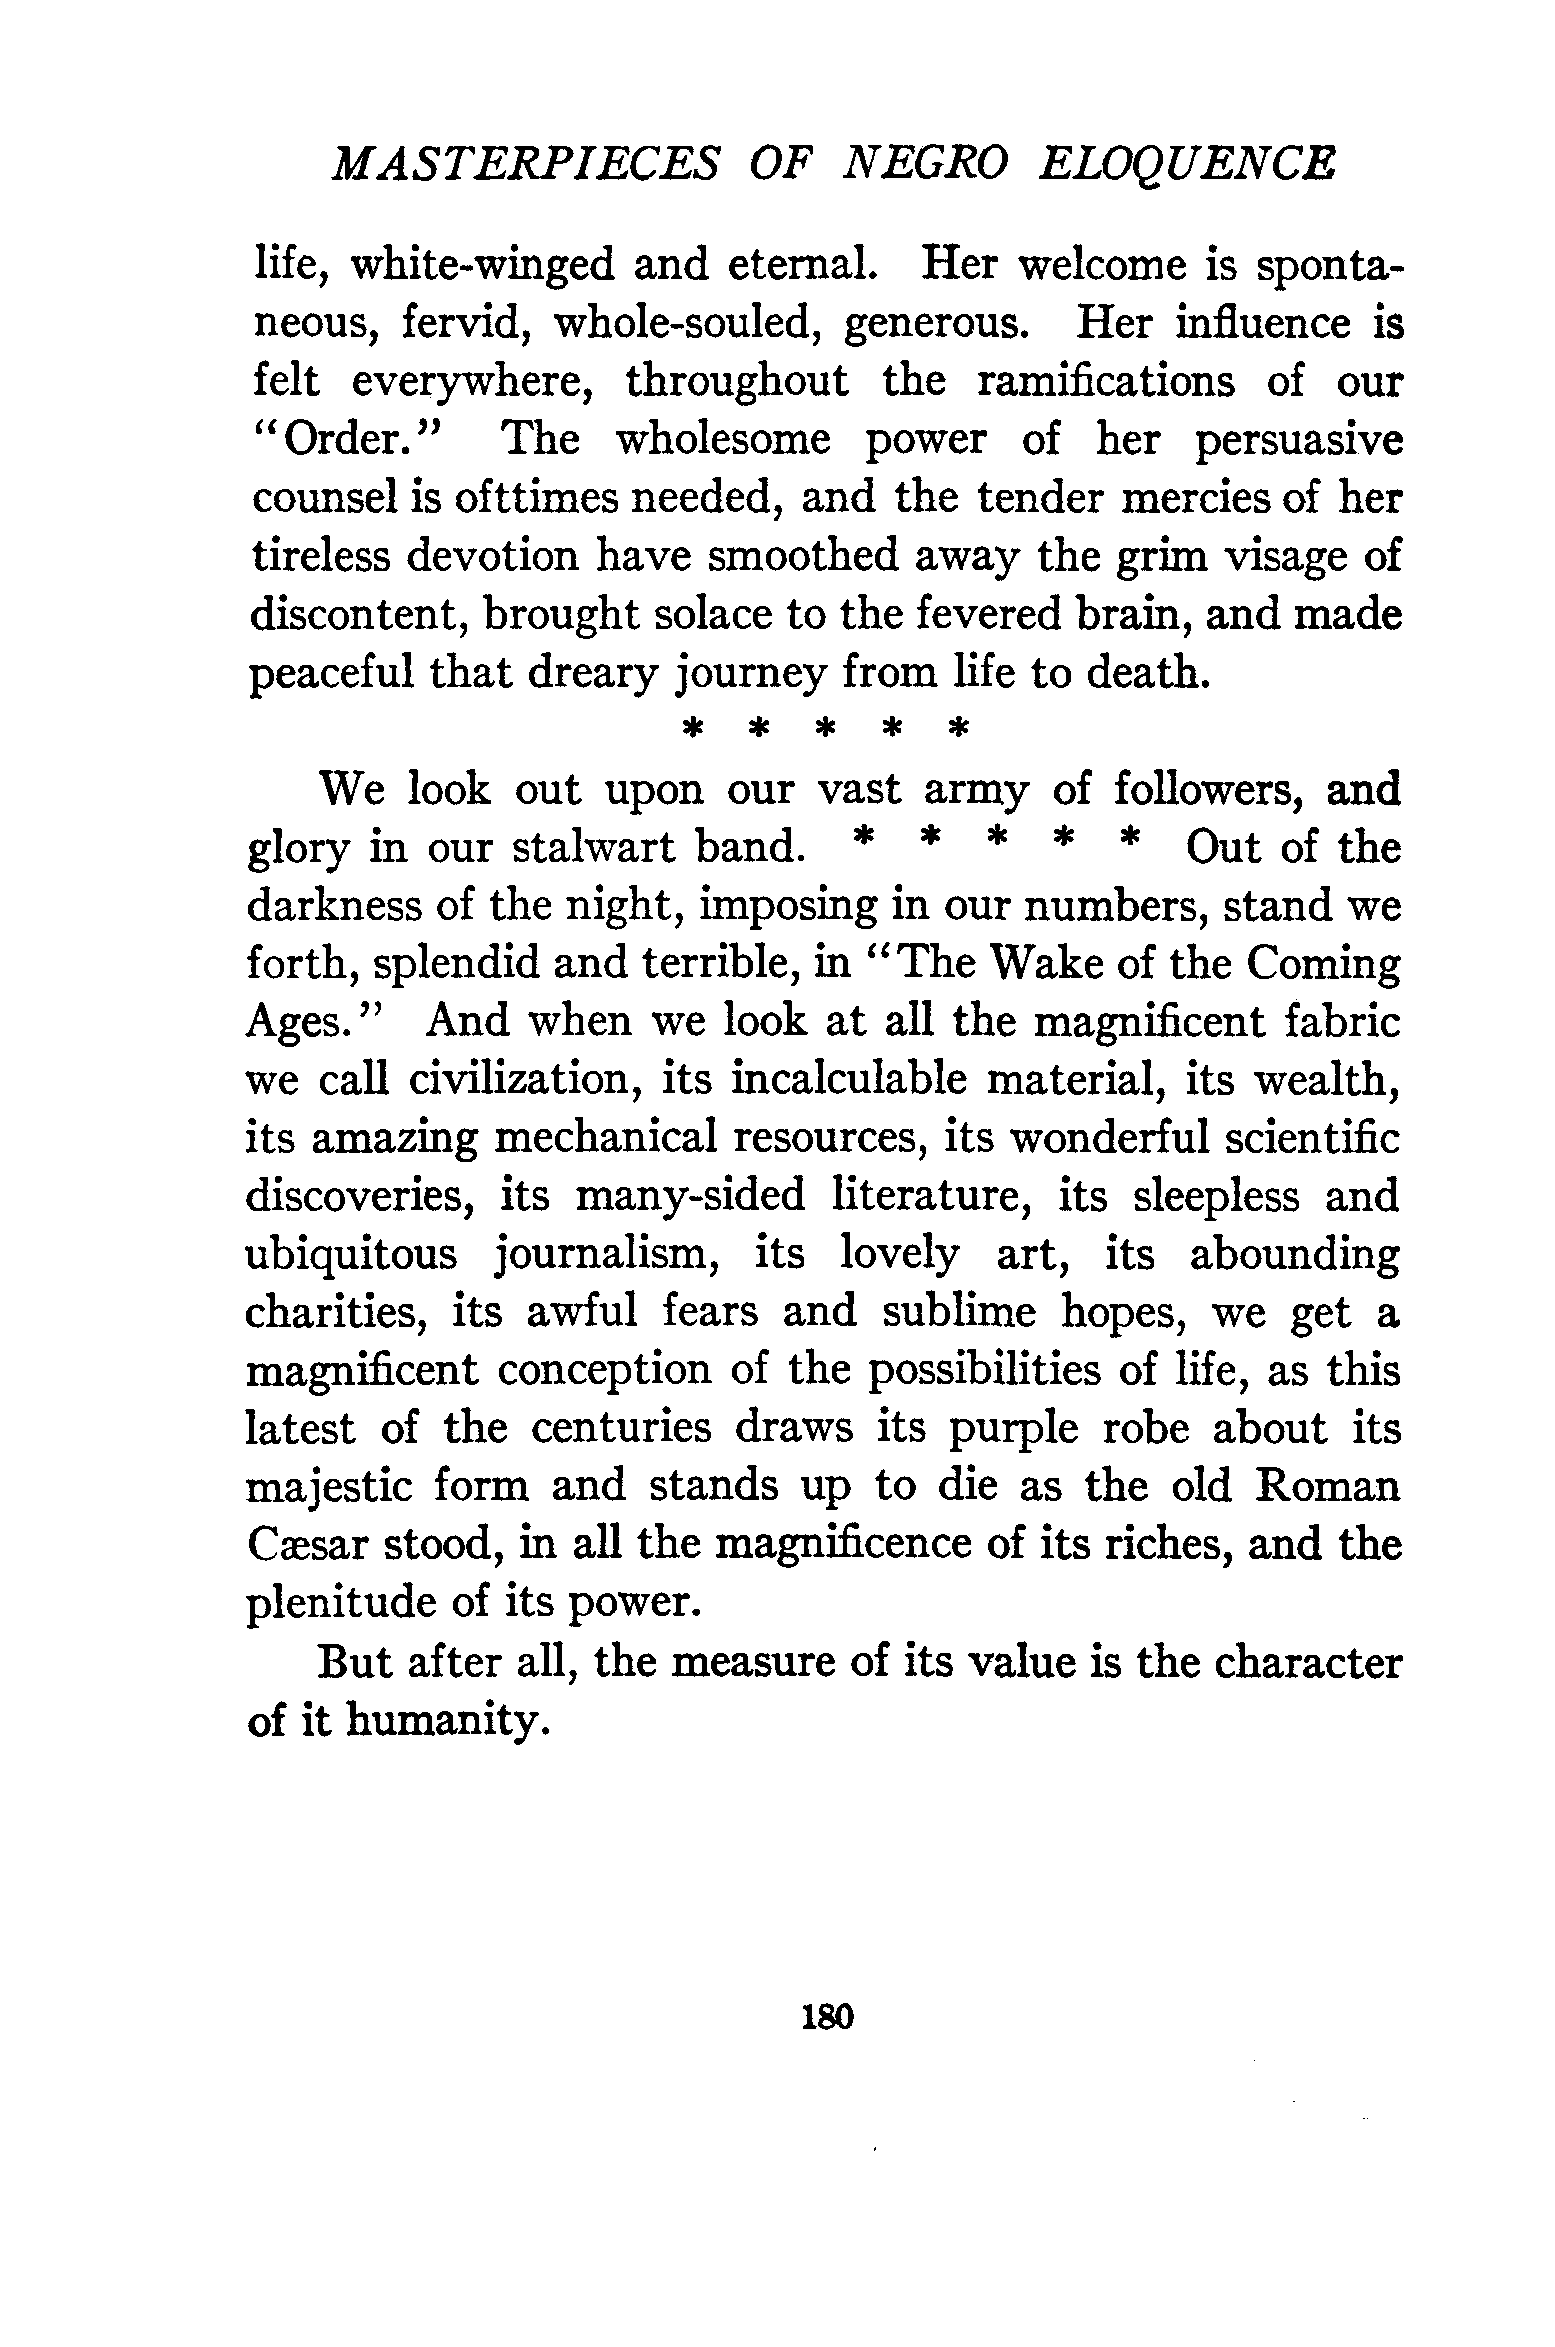 MASTERPIECES OF NEGRO ELOQUENCE
life, white-winged and eternal. Her welcome is sponta-
neous, fervid, whole-souled, generous. Her influence is
felt everywhere, throughout the ramifications of our
“Order.” The wholesome power of her persuasive
counsel is ofttimes needed, and the tender mercies of her
tireless devotion have smoothed away the grim visage of
discontent, brought solace to the fevered brain, and made
peaceful that dreary journey from life to death.
* * * * *
We look out upon our vast army of followers, and
glory in our stalwart band. * * * * * Out of the
darkness of the night, imposing in our numbers, stand we
forth, splendid and terrible, in “The Wake of the Coming
Ages.” And when we look at all the magnificent fabric
we call civilization, its incalculable material, its wealth,
its amazing mechanical resources, its wonderful scientific
discoveries, its many-sided literature, its sleepless and
ubiquitous journalism, its lovely art, its abounding
charities, its awful fears and sublime hopes, we get a
magnificent conception of the possibilities of life, as this
latest of the centuries draws its purple robe about its
majestic form and stands up to die as the old Roman
Cæsar stood, in all the magnificence of its riches, and the
plenitude of its power.
But after all, the measure of its value is the character
of it humanity.
180